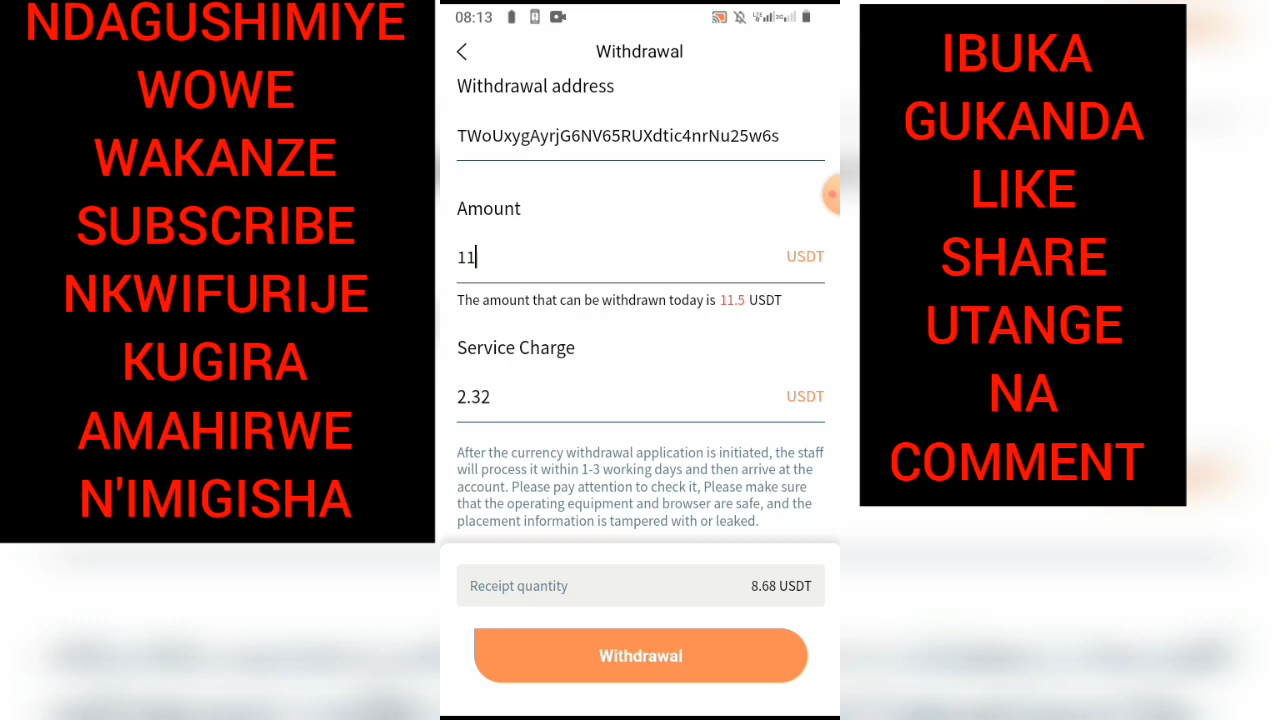 NDAGUSHIMIYE
WOWE
WAKANZE
SUBSCRIBE
NKWIFURIJE
KUGIRA
AMAHIRWE
N'IMIGISHA
08:13
Withdrawal
Withdrawal address
TWoUxygAyrjG6NV65RUXdtic4nrNu25w6s
Amount
11 USDT
The amount that can be withdrawn today is 11.5 USDT
Service Charge
2.32 USDT
After the currency withdrawal application is initiated, the staff
will process it within 1-3 working days and then arrive at the
account. Please pay attention to check it, Please make sure
that the operating equipment and browser are safe, and the
placement information is tampered with or leaked.
Receipt quantity 8.68 USDT
Withdrawal
IBUKA
GUKANDA
LIKE
SHARE
UTANGE
NA
COMMENT